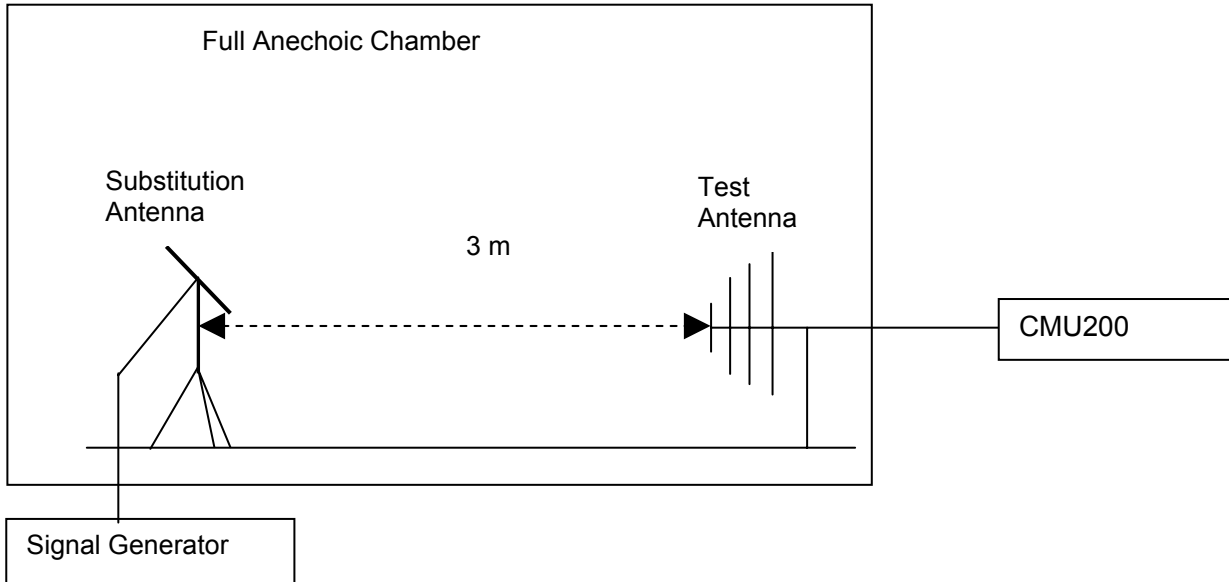 Full Anechoic Chamber
Substitution
Antenna
Test
Antenna
3 m
CMU200
Signal Generator